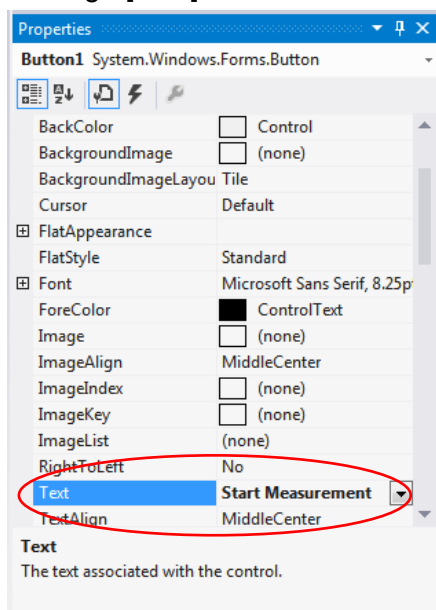 Properties
Button1 System.Windows.Forms.Button
BackColor Control
BackgroundImage (none)
BackgroundImageLayou Tile
Cursor Default
FlatAppearance
FlatStyle Standard
Font Microsoft Sans Serif, 8.25p
ForeColor ControlText
Image (none)
ImageAlign MiddleCenter
ImageIndex (none)
ImageKey (none)
ImageList (none)
RightToLeft No
Text Start Measurement
TextAlign MiddleCenter
Text
The text associated with the control.